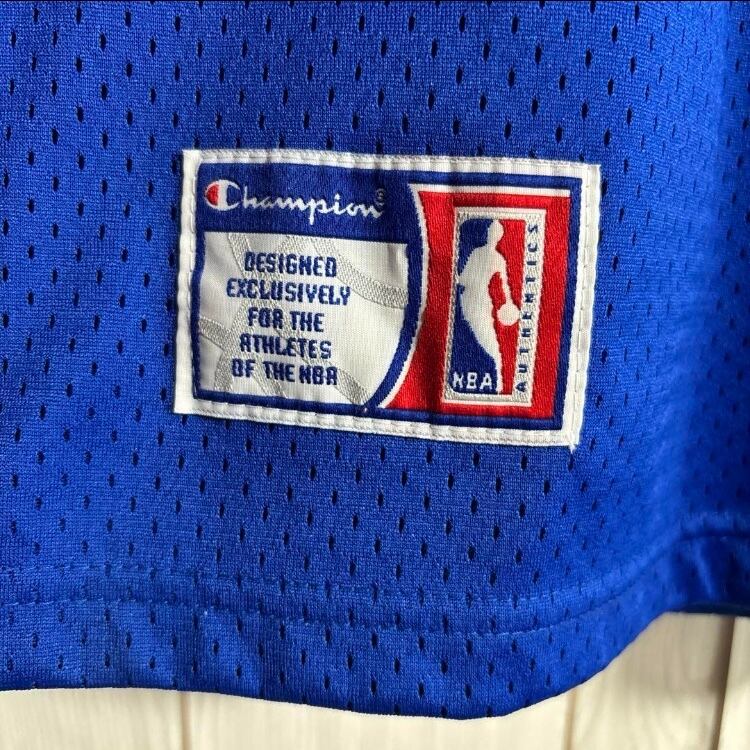 Champion®
DESIGNED
EXCLUSIVELY
FOR THE
ATHLETES
OF THE NBA
NBA
AUTHENTICS